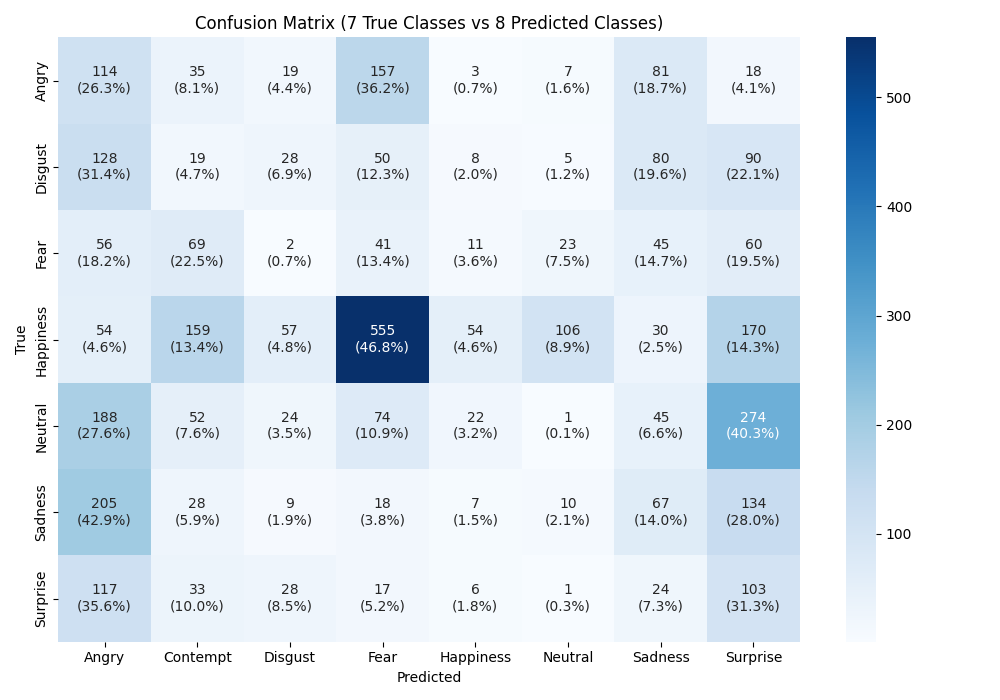 Confusion Matrix (7 True Classes vs 8 Predicted Classes)
True
Angry
114 35 19 157 3 7 81 18
(26.3%) (8.1%) (4.4%) (36.2%) (0.7%) (1.6%) (18.7%) (4.1%)
Disgust
128 19 28 50 8 5 80 90
(31.4%) (4.7%) (6.9%) (12.3%) (2.0%) (1.2%) (19.6%) (22.1%)
Fear
56 69 2 41 11 23 45 60
(18.2%) (22.5%) (0.7%) (13.4%) (3.6%) (7.5%) (14.7%) (19.5%)
Happiness
54 159 57 555 54 106 30 170
(4.6%) (13.4%) (4.8%) (46.8%) (4.6%) (8.9%) (2.5%) (14.3%)
Neutral
188 52 24 74 22 1 45 274
(27.6%) (7.6%) (3.5%) (10.9%) (3.2%) (0.1%) (6.6%) (40.3%)
Sadness
205 28 9 18 7 10 67 134
(42.9%) (5.9%) (1.9%) (3.8%) (1.5%) (2.1%) (14.0%) (28.0%)
Surprise
117 33 28 17 6 1 24 103
(35.6%) (10.0%) (8.5%) (5.2%) (1.8%) (0.3%) (7.3%) (31.3%)
Angry Contempt Disgust Fear Happiness Neutral Sadness Surprise
Predicted
500
400
300
200
100